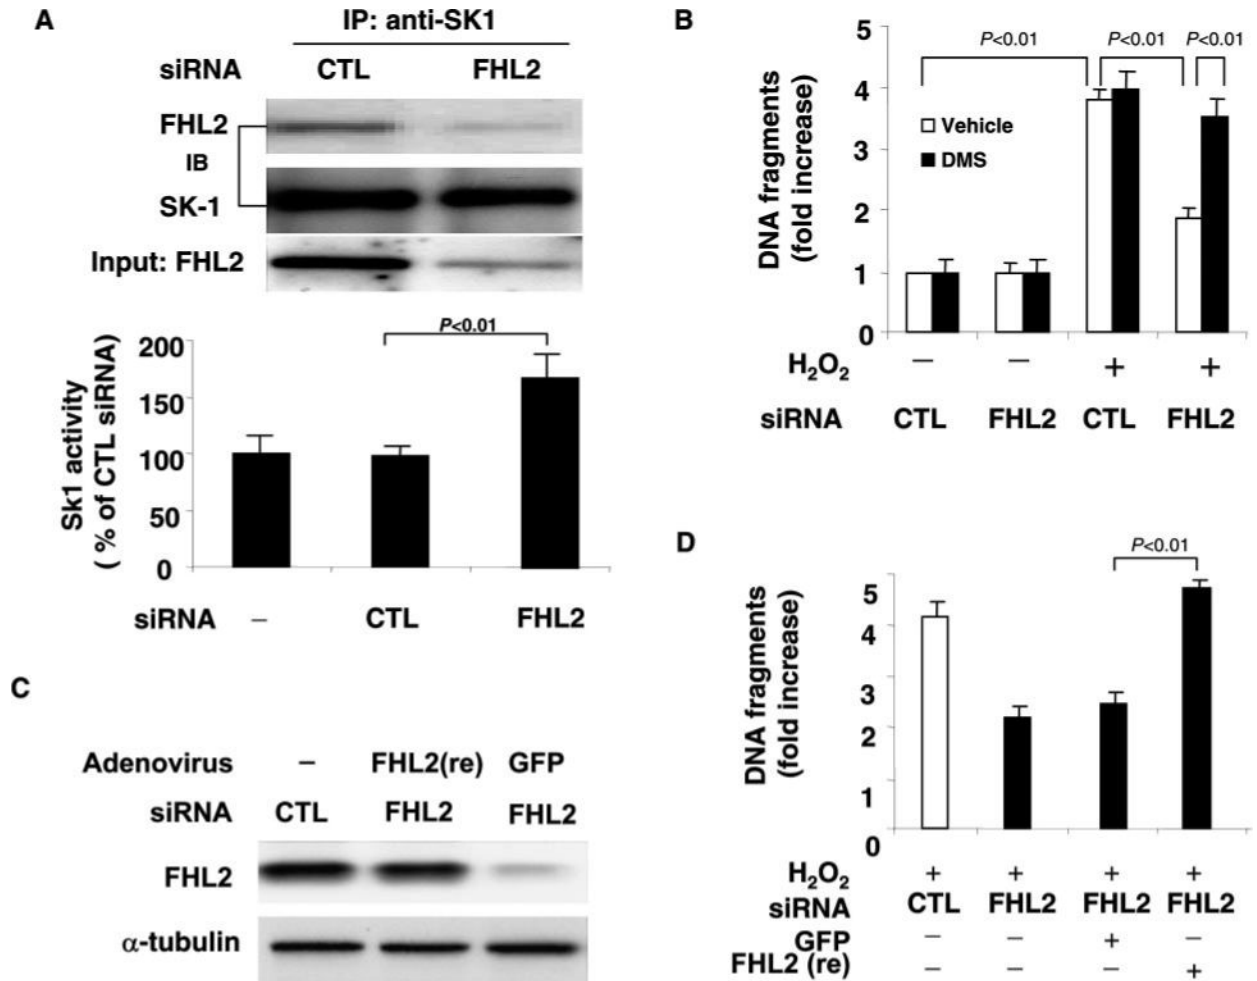 A
IP: anti-SK1
siRNA CTL FHL2
FHL2
IB
SK-1
Input: FHL2
Sk1 activity
( % of CTL siRNA)
200
150
100
50
0
P<0.01
siRNA – CTL FHL2
B
DNA fragments
(fold increase)
5
4
3
2
1
0
P<0.01 P<0.01 P<0.01
Vehicle
DMS
H₂O₂ – – + +
siRNA CTL FHL2 CTL FHL2
C
Adenovirus – FHL2(re) GFP
siRNA CTL FHL2 FHL2
FHL2
α-tubulin
D
DNA fragments
(fold increase)
5
4
3
2
1
0
P<0.01
H₂O₂ + + + +
siRNA CTL FHL2 FHL2 FHL2
GFP – – + –
FHL2 (re) – – – +